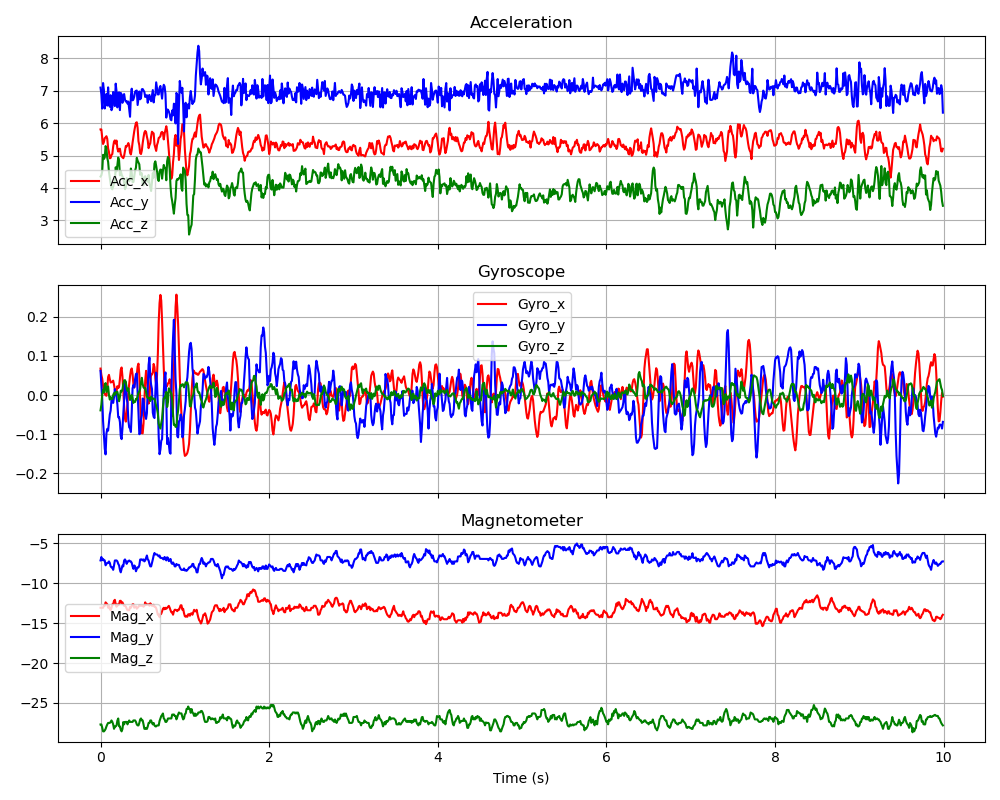 Acceleration
8
7
6
5
4
3
Acc_x
Acc_y
Acc_z
Gyroscope
0.2
0.1
0.0
−0.1
−0.2
Gyro_x
Gyro_y
Gyro_z
Magnetometer
−5
−10
−15
−20
−25
Mag_x
Mag_y
Mag_z
0 2 4 6 8 10
Time (s)